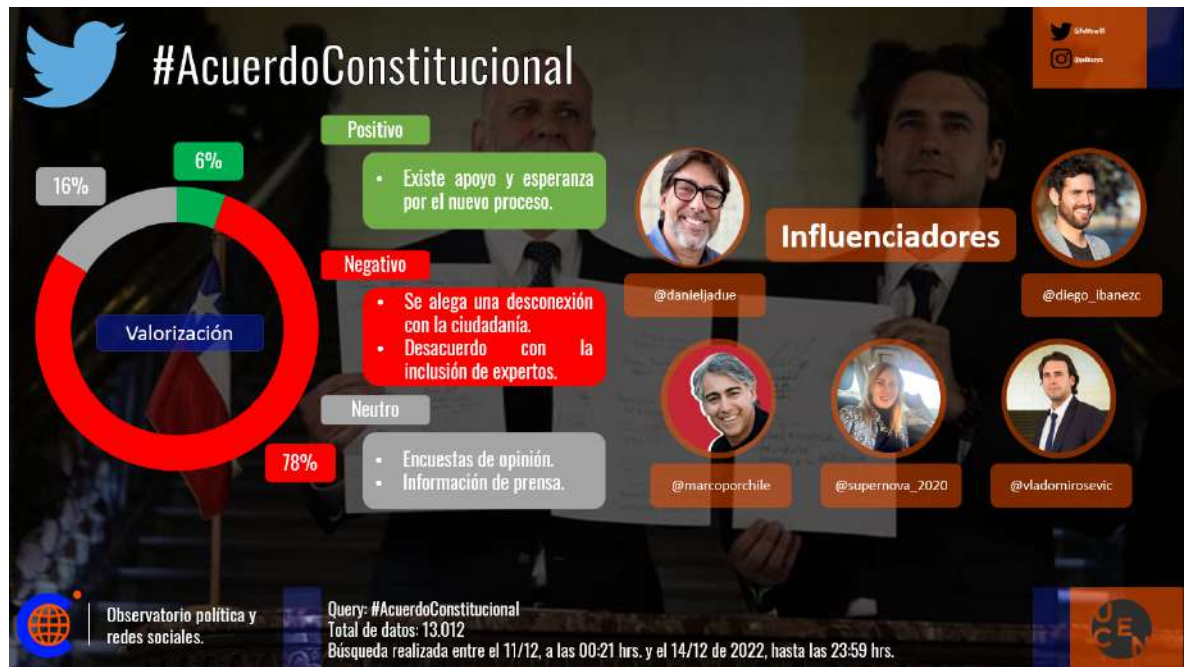 #AcuerdoConstitucional
6%
16%
Valorización
78%
Positivo
• Existe apoyo y esperanza
por el nuevo proceso.
Negativo
• Se alega una desconexión
con la ciudadanía.
• Desacuerdo con la
inclusión de expertos.
Neutro
• Encuestas de opinión.
• Información de prensa.
Influenciadores
@danieljadue
@diego_ibanezc
@marcoporchile
@supernova_2020
@vladomirosevic
Observatorio política y
redes sociales.
Query: #AcuerdoConstitucional
Total de datos: 13.012
Búsqueda realizada entre el 11/12, a las 00:21 hrs. y el 14/12 de 2022, hasta las 23:59 hrs.
UCEN